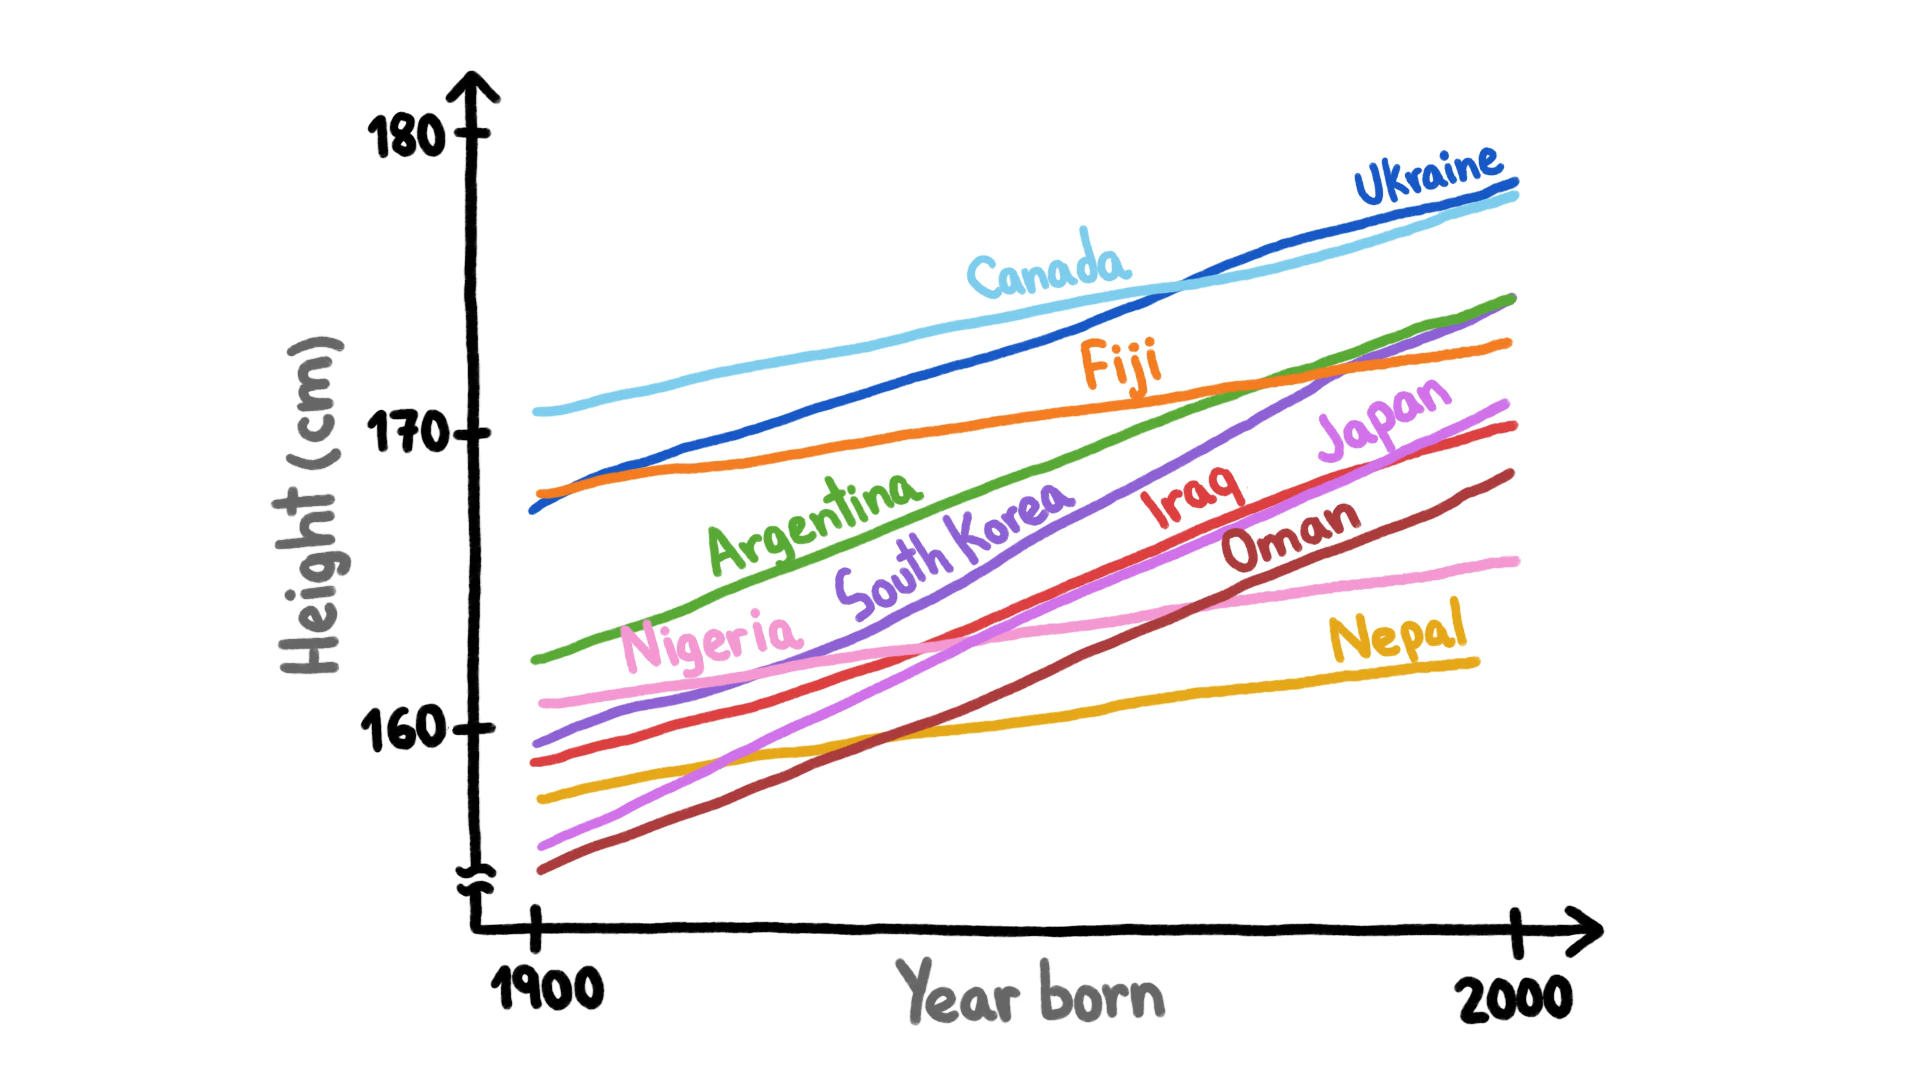 180
Ukraine
Canada
Fiji
170
Japan
Argentina
South Korea
Iraq
Oman
Nigeria
Nepal
160
Height (cm)
1900
Year born
2000